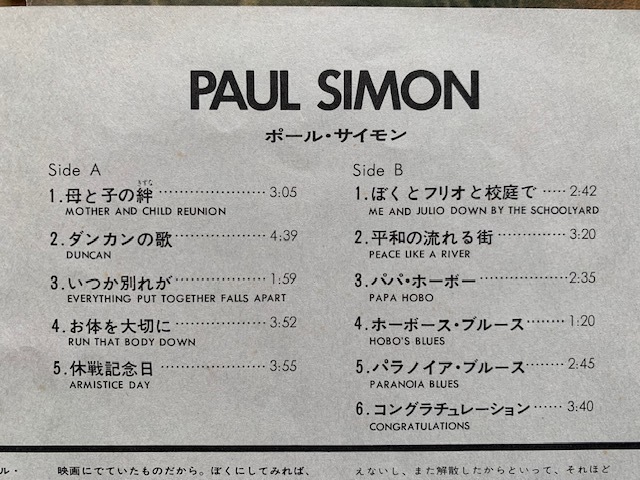 PAUL SIMON
ポール・サイモン
Side A
1.母と子の絆 3:05
きずな
MOTHER AND CHILD REUNION
2.ダンカンの歌 4:39
DUNCAN
3.いつか別れが 1:59
EVERYTHING PUT TOGETHER FALLS APART
4.お体を大切に 3:52
RUN THAT BODY DOWN
5.休戦記念日 3:55
ARMISTICE DAY
Side B
1.ぼくとフリオと校庭で 2:42
ME AND JULIO DOWN BY THE SCHOOLYARD
2.平和の流れる街 3:20
PEACE LIKE A RIVER
3.パパ・ホーボー 2:35
PAPA HOBO
4.ホーボース・ブルース 1:20
HOBO'S BLUES
5.パラノイア・ブルース 2:45
PARANOIA BLUES
6.コングラチュレーション 3:40
CONGRATULATIONS
ル・
映画にでていたものだから。ぼくにしてみれば、
えないし、また解散したからといって、それほど